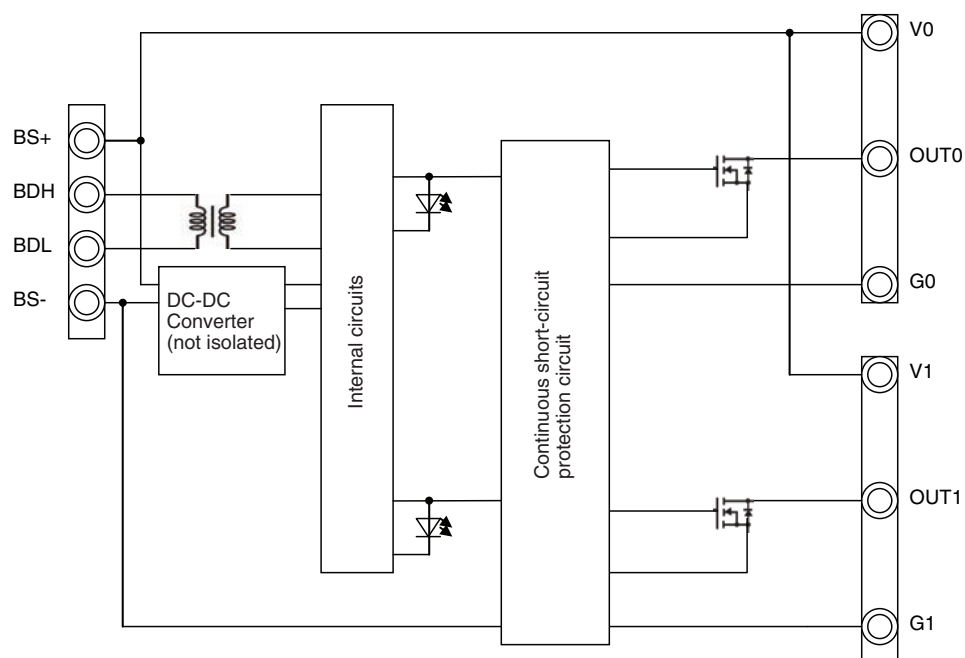 V0
BS+
OUT0
BDH
BDL
G0
BS-
DC-DC
Converter
(not isolated)
Internal circuits
Continuous short-circuit
protection circuit
V1
OUT1
G1